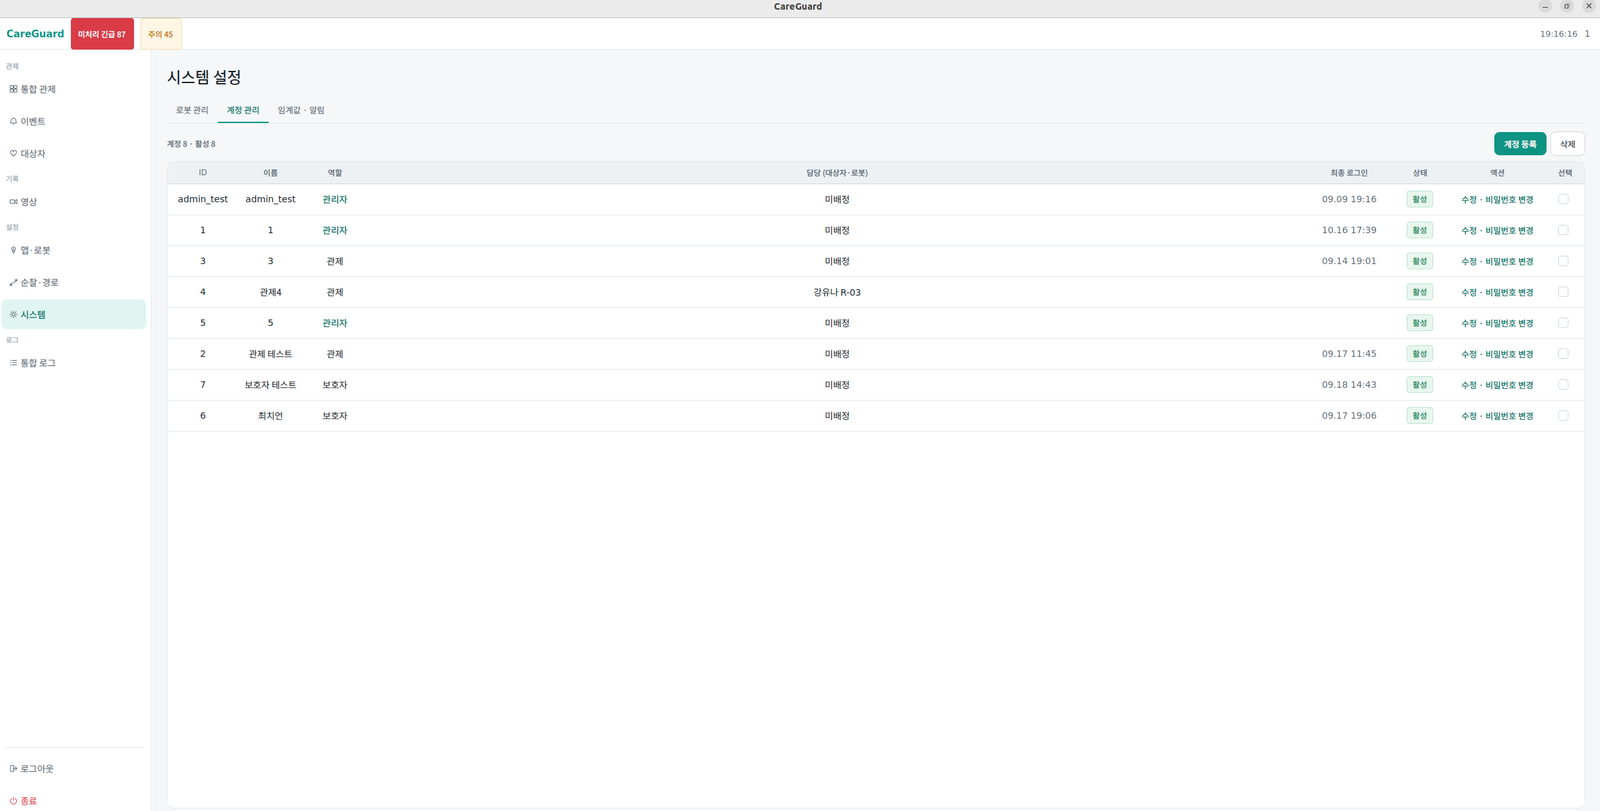 CareGuard
CareGuard 미처리 긴급 87 주의 45 19:16:16 1
관제
통합 관제
이벤트
대상자
기록
영상
설정
맵·로봇
순찰·경로
시스템
로그
통합 로그
로그아웃
종료
시스템 설정
로봇 관리 계정 관리 임계값 · 알림
계정 8 · 활성 8 계정 등록 삭제
ID 이름 역할 담당 (대상자·로봇) 최종 로그인 상태 액션 선택
admin_test admin_test 관리자 미배정 09.09 19:16 활성 수정 · 비밀번호 변경
1 1 관리자 미배정 10.16 17:39 활성 수정 · 비밀번호 변경
3 3 관제 미배정 09.14 19:01 활성 수정 · 비밀번호 변경
4 관제4 관제 강유나 R-03 활성 수정 · 비밀번호 변경
5 5 관리자 미배정 활성 수정 · 비밀번호 변경
2 관제 테스트 관제 미배정 09.17 11:45 활성 수정 · 비밀번호 변경
7 보호자 테스트 보호자 미배정 09.18 14:43 활성 수정 · 비밀번호 변경
6 최치언 보호자 미배정 09.17 19:06 활성 수정 · 비밀번호 변경